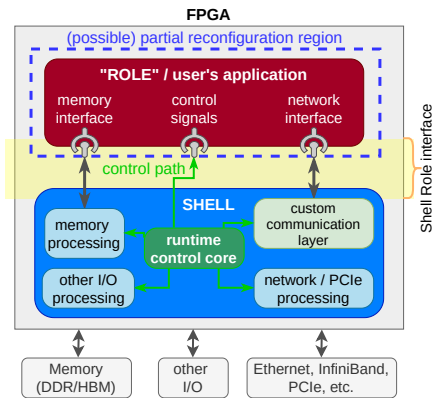 FPGA
(possible) partial reconfiguration region
"ROLE" / user's application
memory
interface
control
signals
network
interface
control path
Shell Role interface
SHELL
memory
processing
custom
communication
layer
runtime
control core
other I/O
processing
network / PCIe
processing
Memory
(DDR/HBM)
other
I/O
Ethernet, InfiniBand,
PCIe, etc.